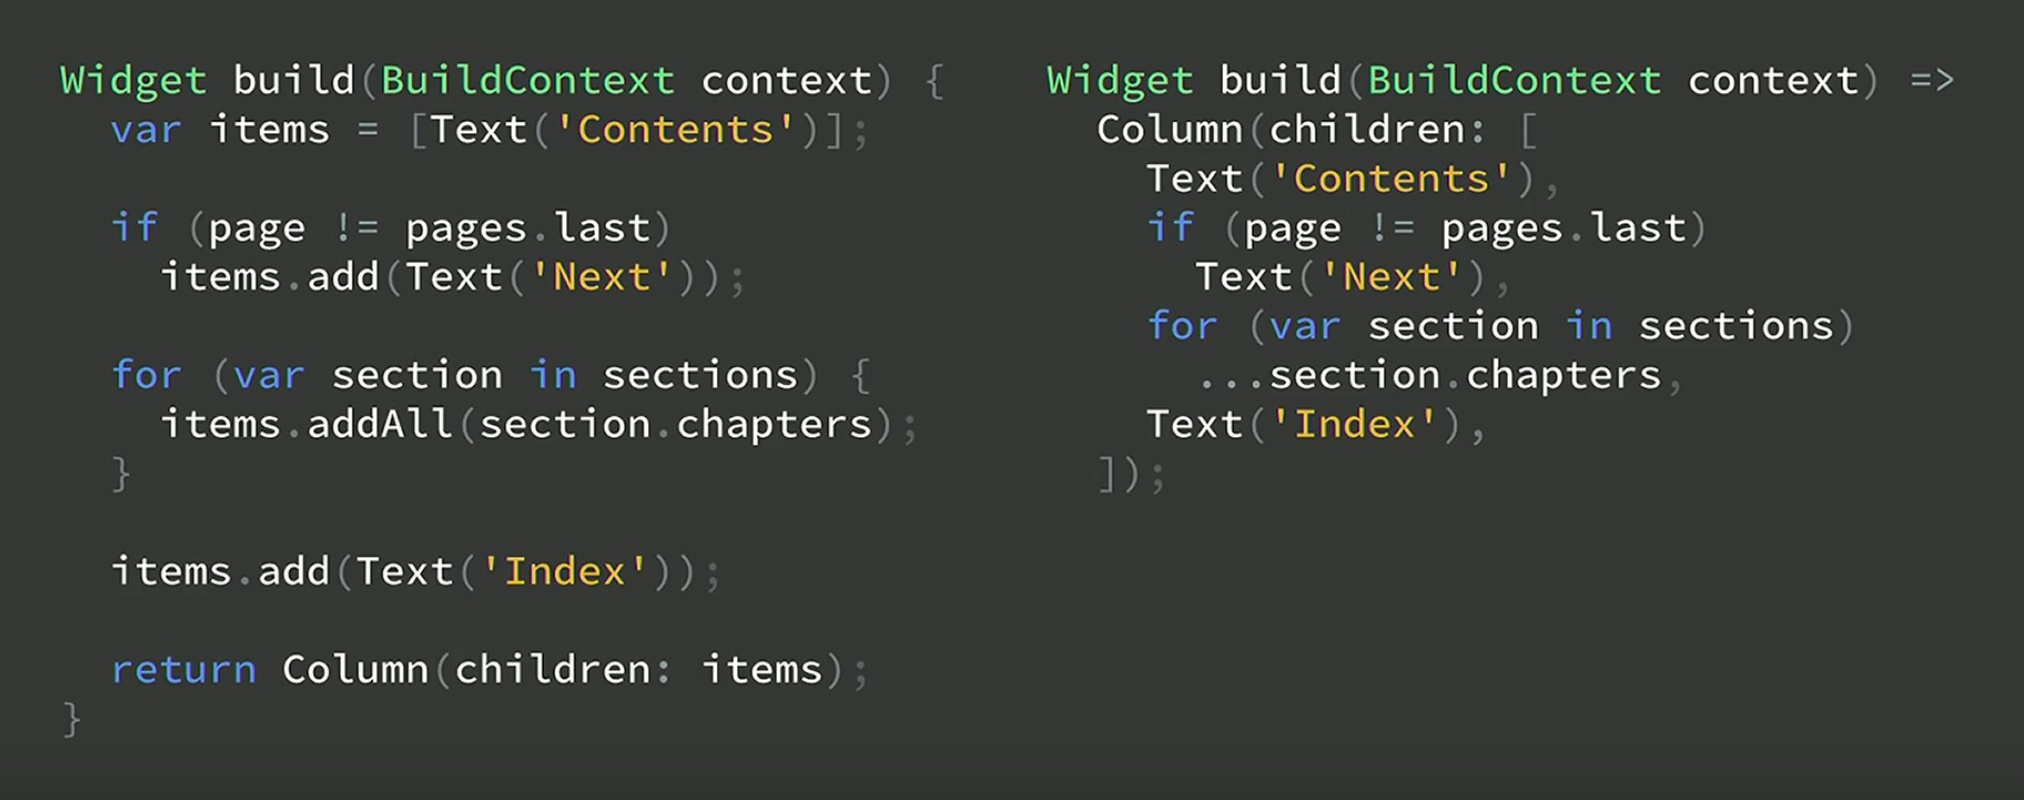 Widget build(BuildContext context) {
  var items = [Text('Contents')];

  if (page != pages.last)
    items.add(Text('Next'));

  for (var section in sections) {
    items.addAll(section.chapters);
  }

  items.add(Text('Index'));

  return Column(children: items);
}

Widget build(BuildContext context) =>
  Column(children: [
    Text('Contents'),
    if (page != pages.last)
      Text('Next'),
    for (var section in sections)
      ...section.chapters,
    Text('Index'),
  ]);